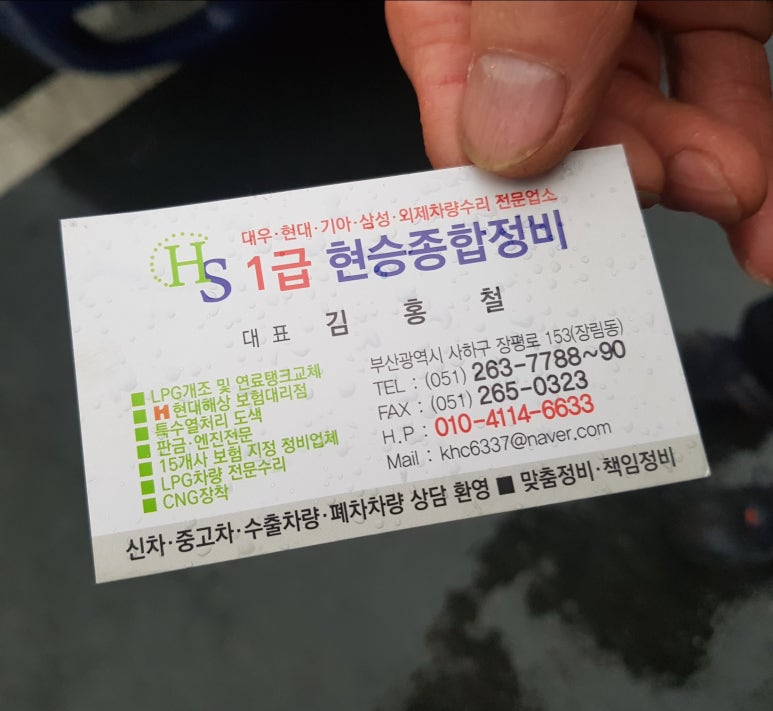 대우·현대·기아·삼성·외제차량수리 전문업소
HS 1급 현승종합정비
대표 김홍철
LPG개조 및 연료탱크교체
H현대해상 보험대리점
특수열처리 도색
판금·엔진전문
15개사 보험 지정 정비업체
LPG차량 전문수리
CNG장착
부산광역시 사하구 장평로 153(장림동)
TEL : (051) 263-7788~90
FAX : (051) 265-0323
H.P : 010-4114-6633
Mail : khc6337@naver.com
신차·중고차·수출차량·폐차차량 상담 환영 ■ 맞춤정비·책임정비